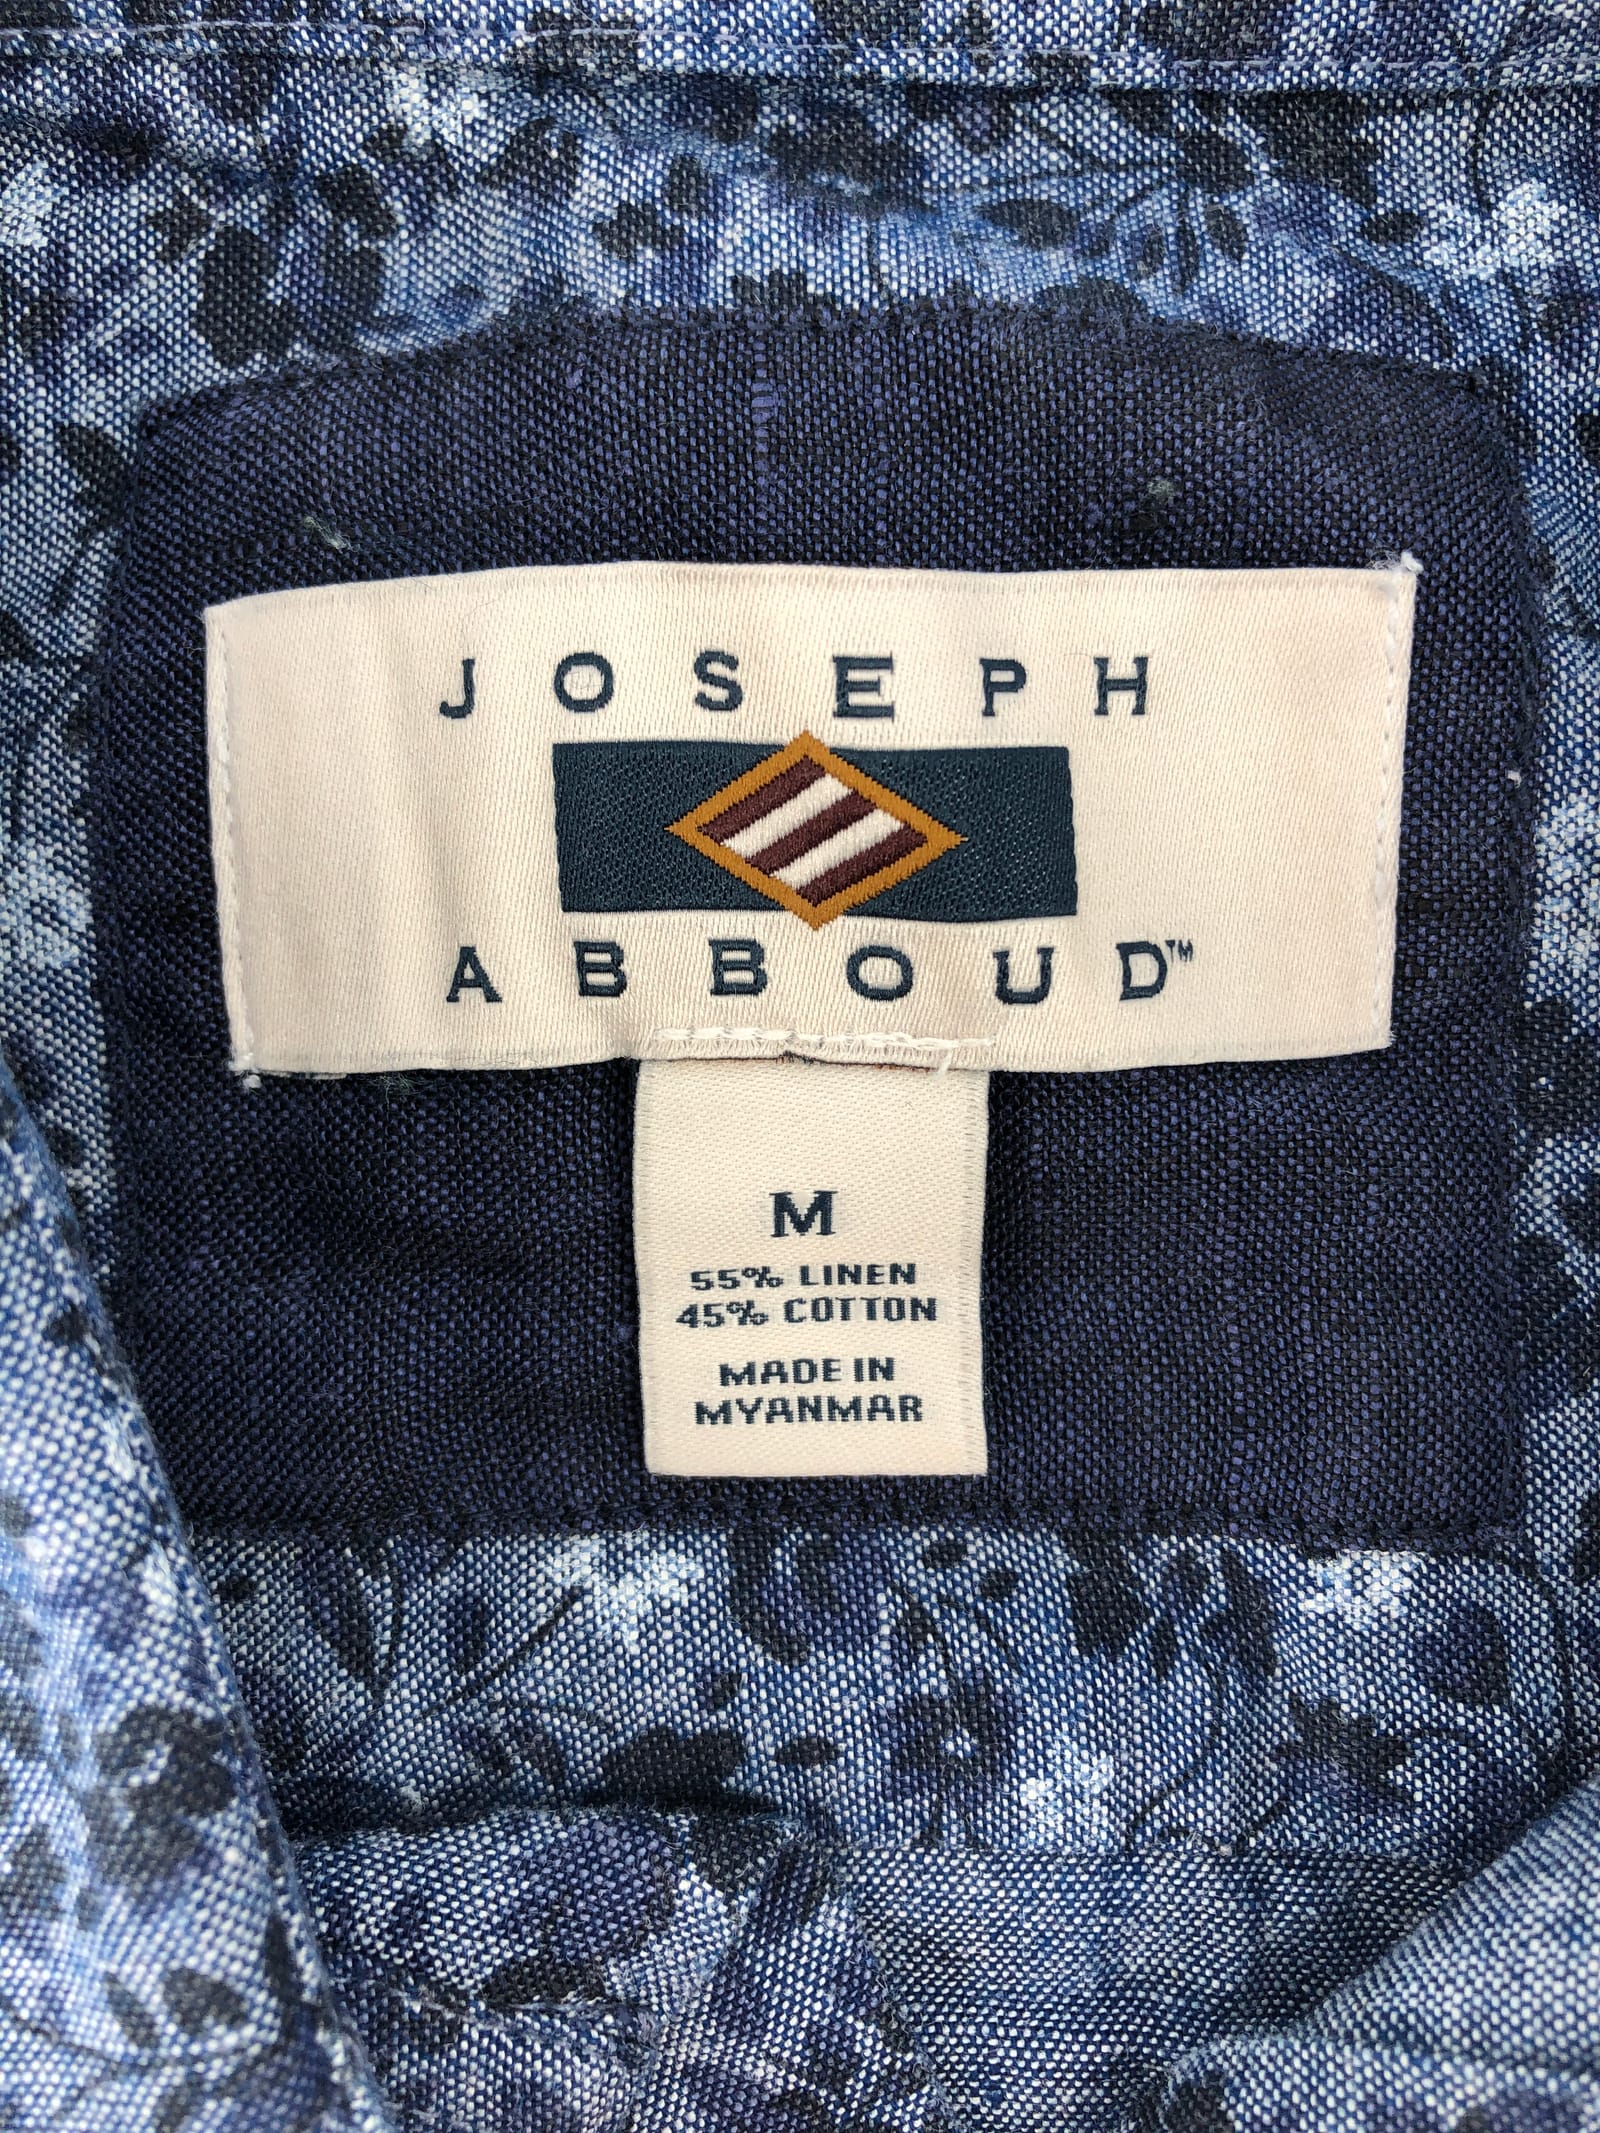 JOSEPH
ABBOUD™
M
55% LINEN
45% COTTON
MADE IN
MYANMAR